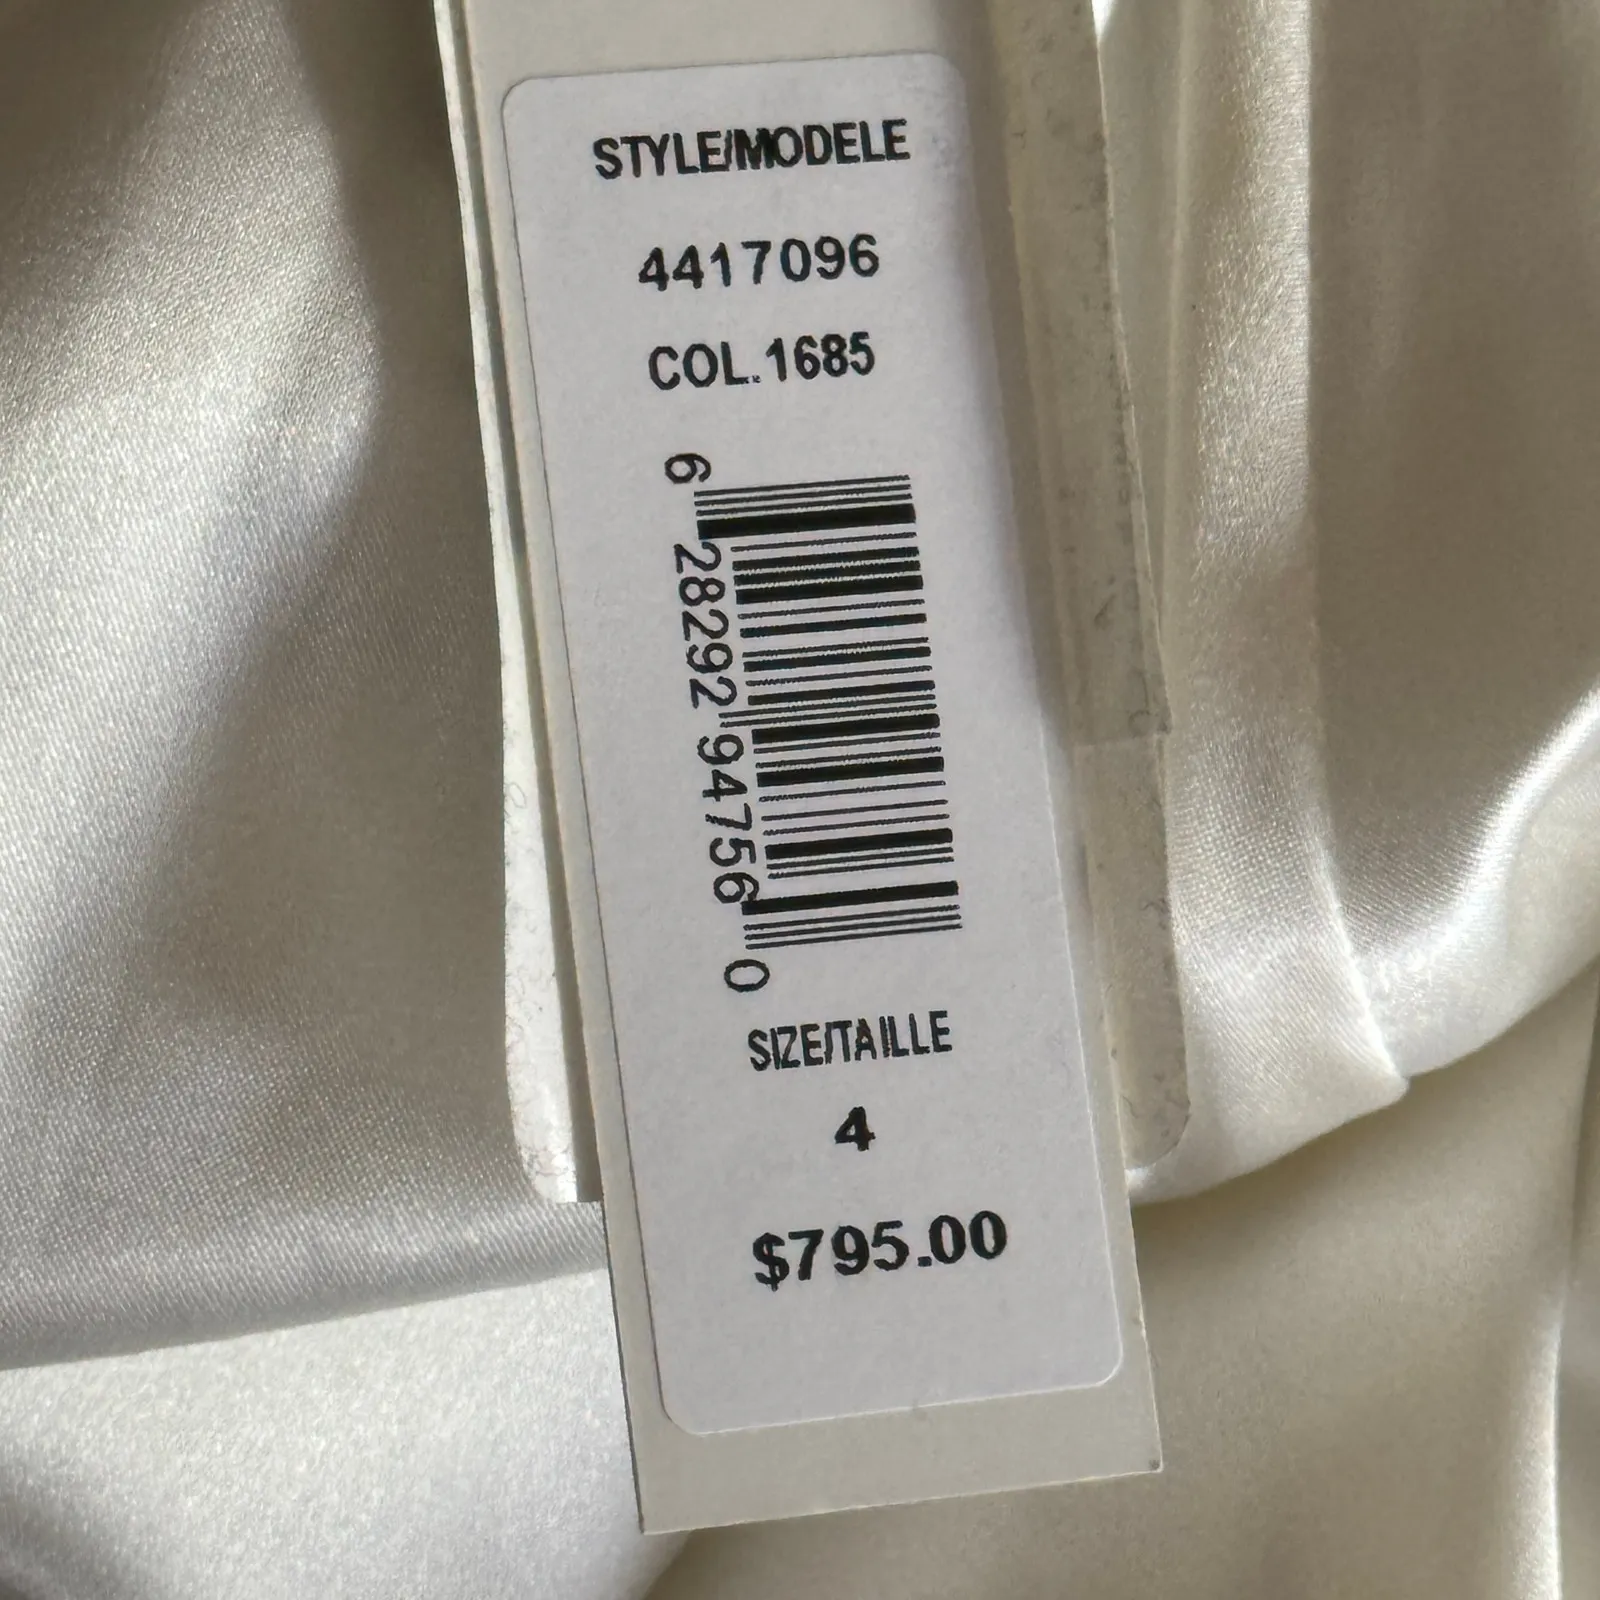 STYLE/MODELE
4417096
COL.1685
6 28292 94756 0
SIZE/TAILLE
4
$795.00